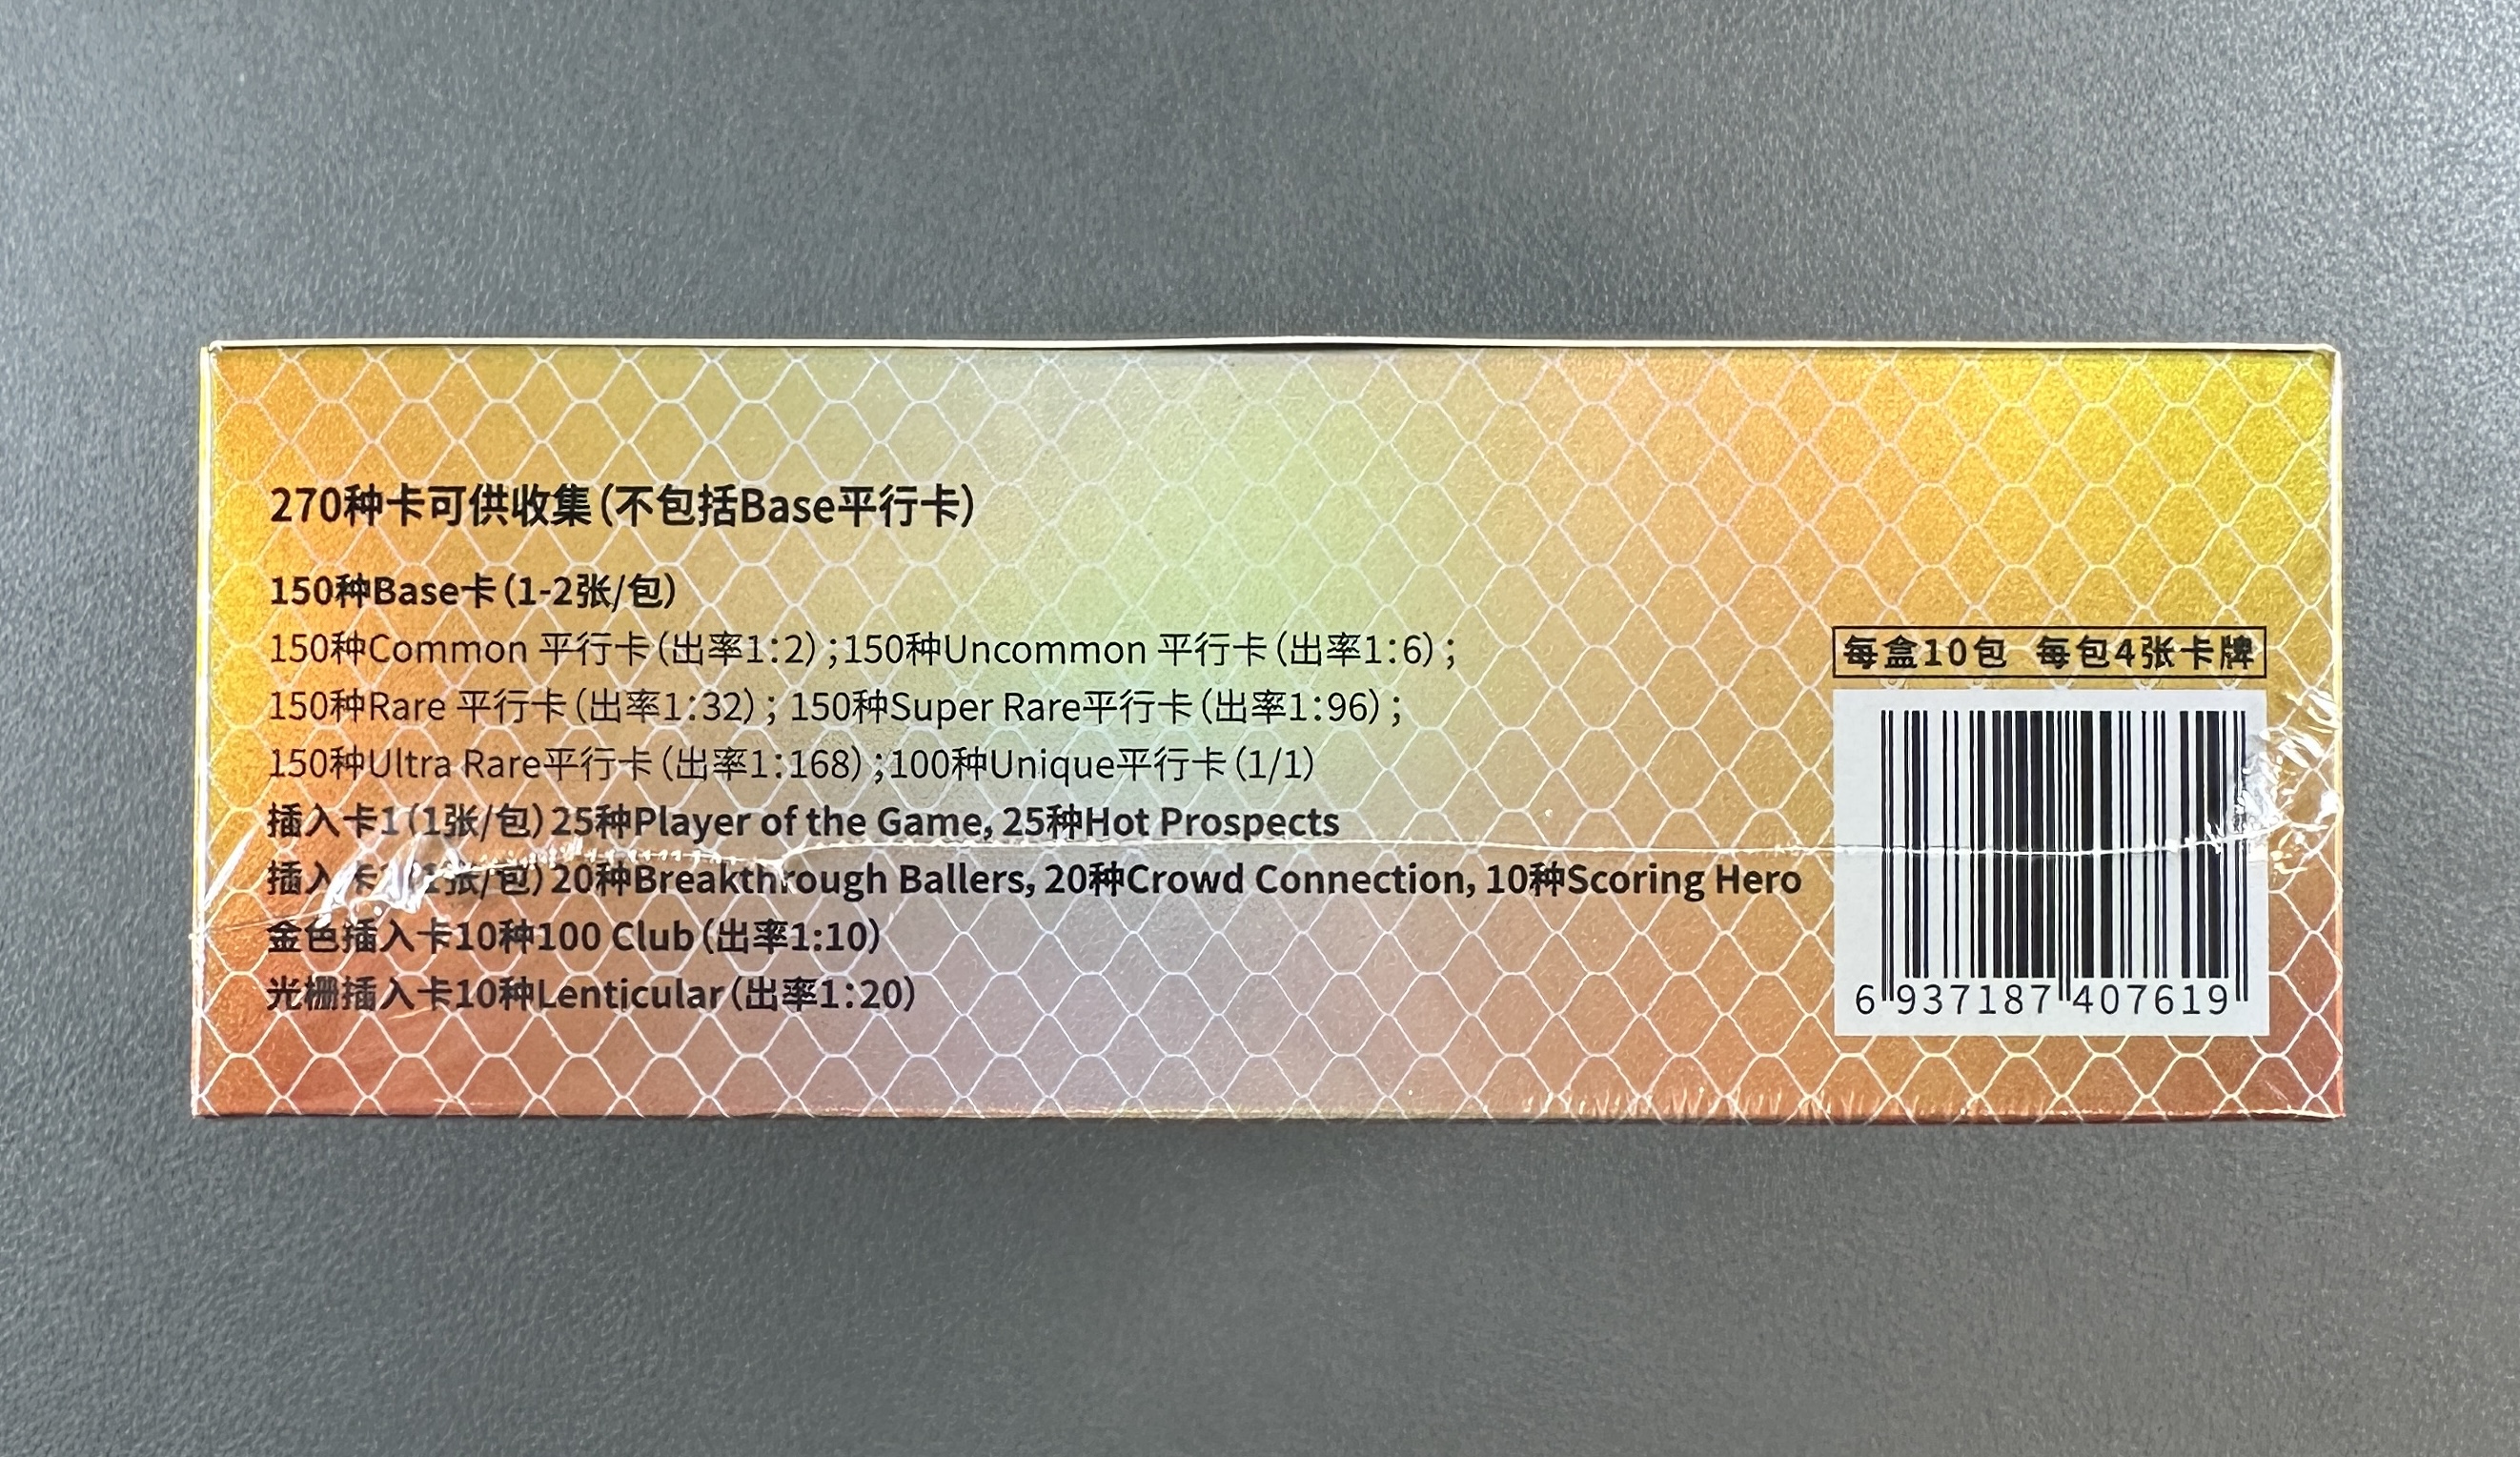 270种卡可供收集(不包括Base平行卡)
150种Base卡(1-2张/包)
150种Common 平行卡(出率1:2);150种Uncommon 平行卡(出率1:6);
150种Rare 平行卡(出率1:32); 150种Super Rare平行卡(出率1:96);
150种Ultra Rare平行卡(出率1:168);100种Unique平行卡(1/1)
插入卡1(1张/包)25种Player of the Game, 25种Hot Prospects
插入卡2(1张/包)20种Breakthrough Ballers, 20种Crowd Connection, 10种Scoring Hero
金色插入卡10种100 Club(出率1:10)
光栅插入卡10种Lenticular(出率1:20)
每盒10包 每包4张卡牌
6 937187 407619